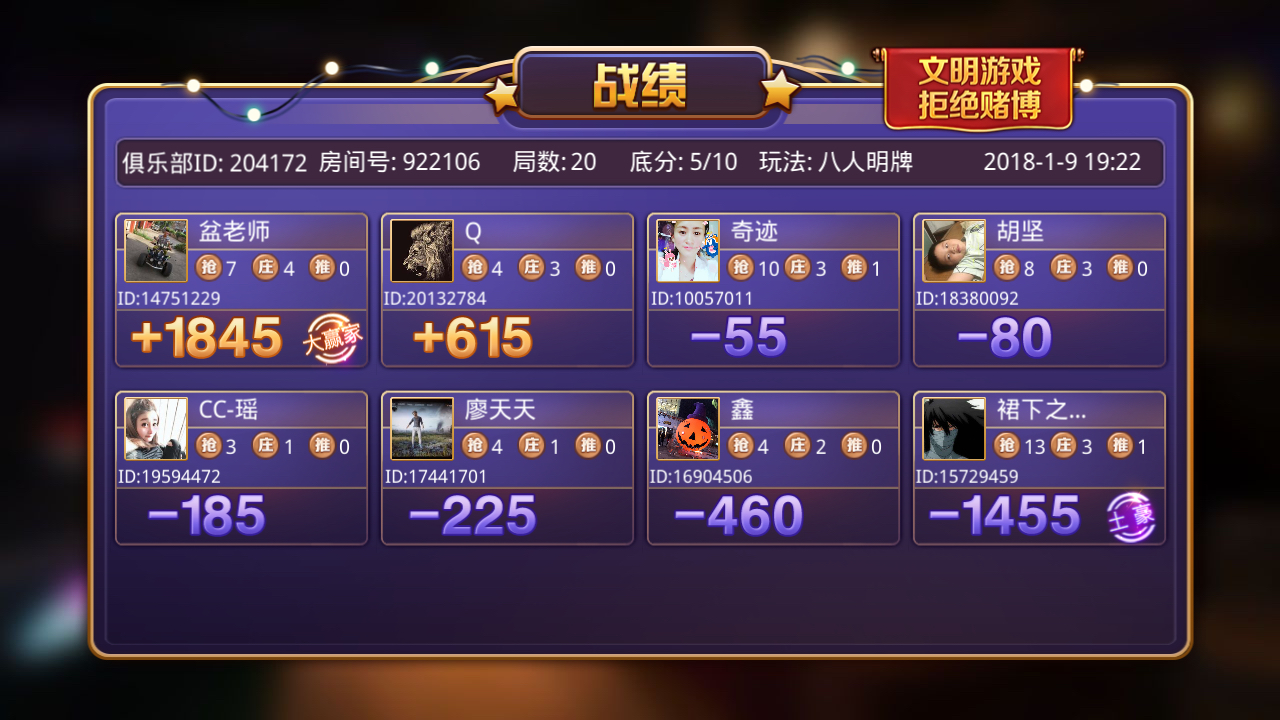 战绩
文明游戏
拒绝赌博
俱乐部ID: 204172 房间号: 922106 局数: 20 底分: 5/10 玩法: 八人明牌 2018-1-9 19:22
盆老师
抢 7 庄 4 推 0
ID:14751229
+1845 大赢家
Q
抢 4 庄 3 推 0
ID:20132784
+615
奇迹
抢 10 庄 3 推 1
ID:10057011
-55
胡坚
抢 8 庄 3 推 0
ID:18380092
-80
CC-瑶
抢 3 庄 1 推 0
ID:19594472
-185
廖天天
抢 4 庄 1 推 0
ID:17441701
-225
鑫
抢 4 庄 2 推 0
ID:16904506
-460
裙下之...
抢 13 庄 3 推 1
ID:15729459
-1455 土豪